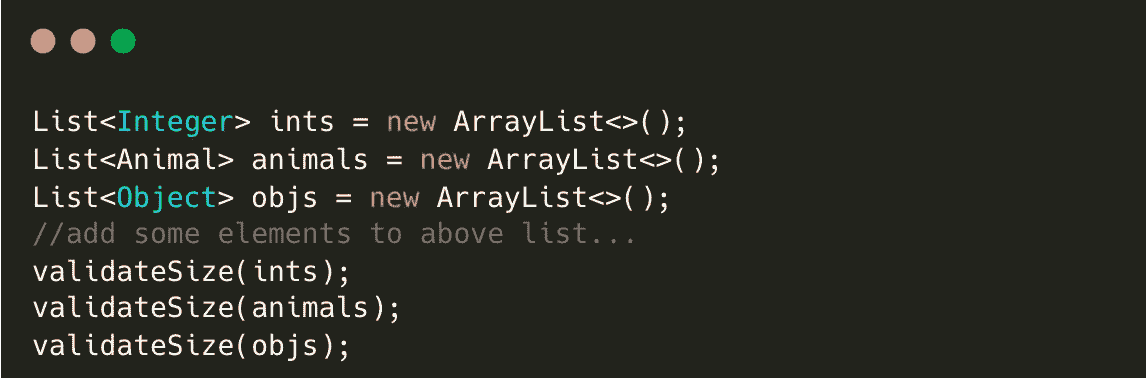 List<Integer> ints = new ArrayList<>();
List<Animal> animals = new ArrayList<>();
List<Object> objs = new ArrayList<>();
//add some elements to above list...
validateSize(ints);
validateSize(animals);
validateSize(objs);